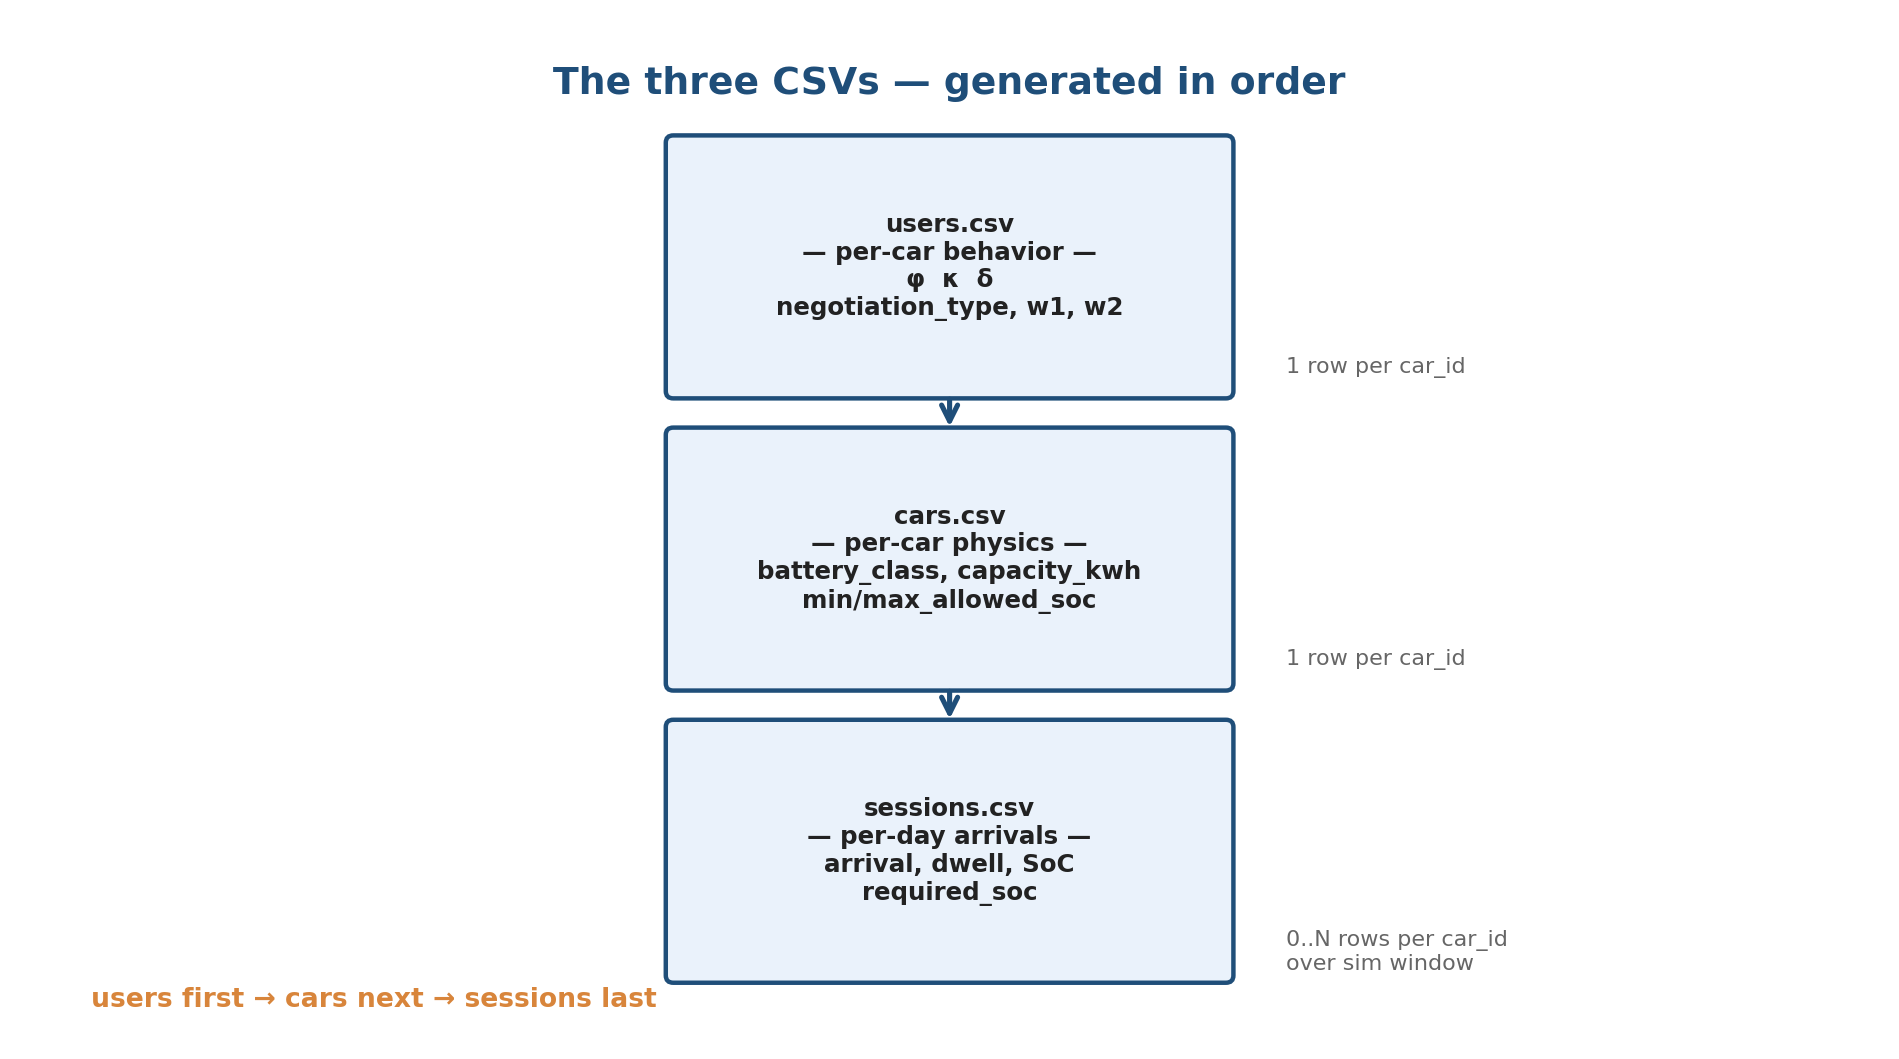 The three CSVs — generated in order
users.csv
— per-car behavior —
φ κ δ
negotiation_type, w1, w2
1 row per car_id
cars.csv
— per-car physics —
battery_class, capacity_kwh
min/max_allowed_soc
1 row per car_id
sessions.csv
— per-day arrivals —
arrival, dwell, SoC
required_soc
0..N rows per car_id
over sim window
users first → cars next → sessions last